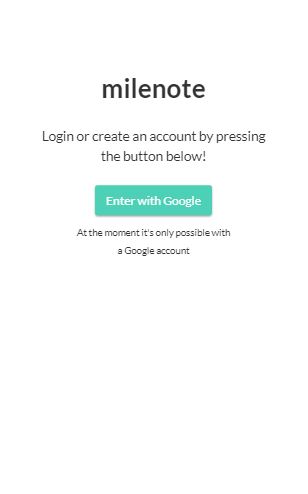 milenote
Login or create an account by pressing
the button below!
Enter with Google
At the moment it's only possible with
a Google account